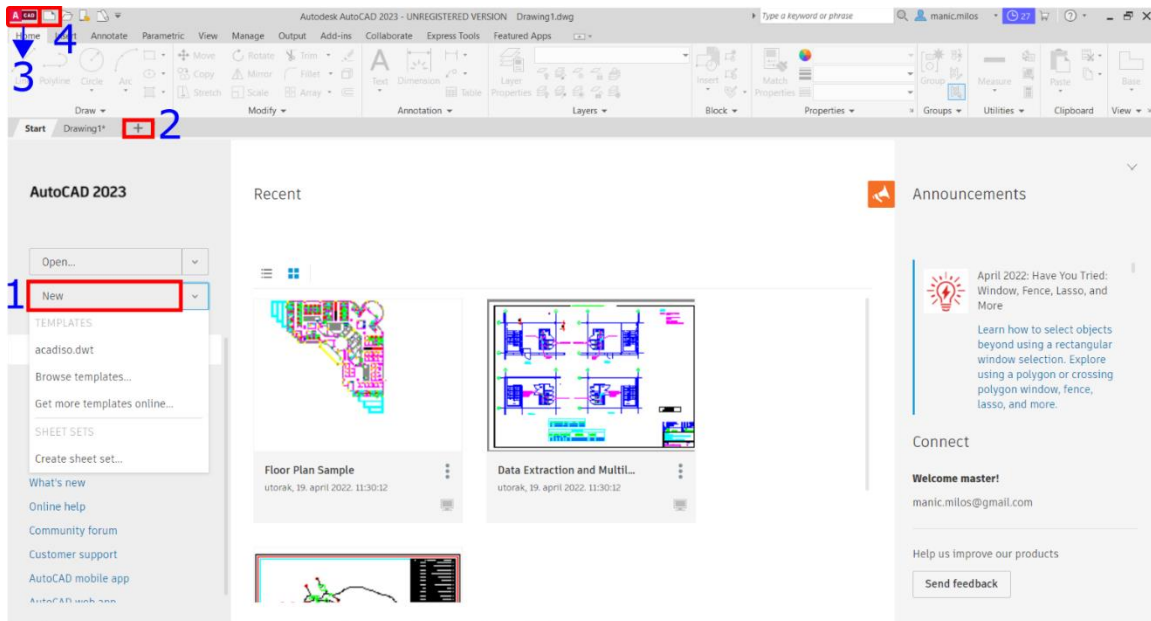 A CAD
Autodesk AutoCAD 2023 - UNREGISTERED VERSION Drawing1.dwg
Type a keyword or phrase
manic.milos
27
4
Home Insert Annotate Parametric View Manage Output Add-ins Collaborate Express Tools Featured Apps
3
Polyline Circle Arc
Move Rotate Trim
Copy Mirror Fillet
Stretch Scale Array
Text Dimension
Table
Layer Properties
Insert
Match Properties
Group
Measure
Paste
Base
Draw Modify Annotation Layers Block Properties Groups Utilities Clipboard View
Start Drawing1* + 2
AutoCAD 2023
Open...
1
New
TEMPLATES
acadiso.dwt
Browse templates...
Get more templates online...
SHEET SETS
Create sheet set...
What's new
Online help
Community forum
Customer support
AutoCAD mobile app
AutoCAD web app
Recent
Floor Plan Sample
utorak, 19. april 2022. 11:30:12
Data Extraction and Multil...
utorak, 19. april 2022. 11:30:12
Announcements
April 2022: Have You Tried:
Window, Fence, Lasso, and
More
Learn how to select objects
beyond using a rectangular
window selection. Explore
using a polygon or crossing
polygon window, fence,
lasso, and more.
Connect
Welcome master!
manic.milos@gmail.com
Help us improve our products
Send feedback